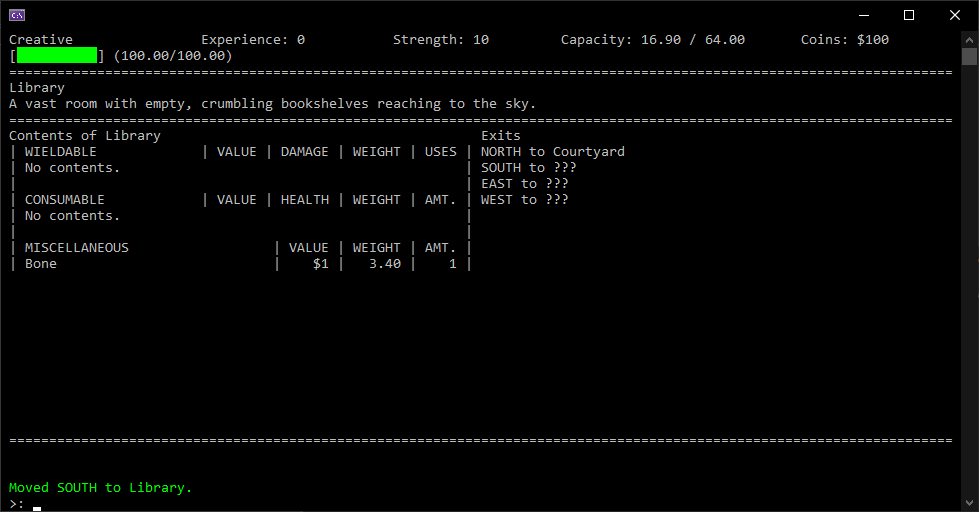 Creative Experience: 0 Strength: 10 Capacity: 16.90 / 64.00 Coins: $100
[ ] (100.00/100.00)
======================================================================================================================
Library
A vast room with empty, crumbling bookshelves reaching to the sky.
======================================================================================================================
Contents of Library Exits
| WIELDABLE | VALUE | DAMAGE | WEIGHT | USES | NORTH to Courtyard
| No contents. | SOUTH to ???
| | EAST to ???
| CONSUMABLE | VALUE | HEALTH | WEIGHT | AMT. | WEST to ???
| No contents. |
| |
| MISCELLANEOUS | VALUE | WEIGHT | AMT. |
| Bone | $1 | 3.40 | 1 |
======================================================================================================================
Moved SOUTH to Library.
>: _